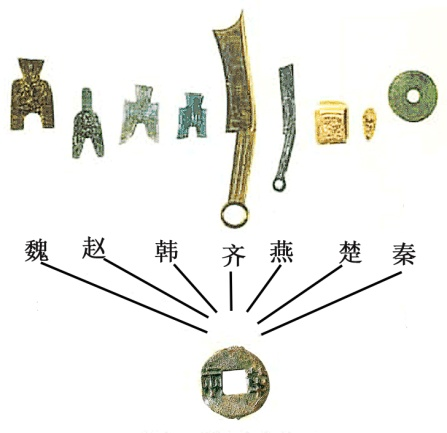 魏 赵 韩 齐 燕 楚 秦